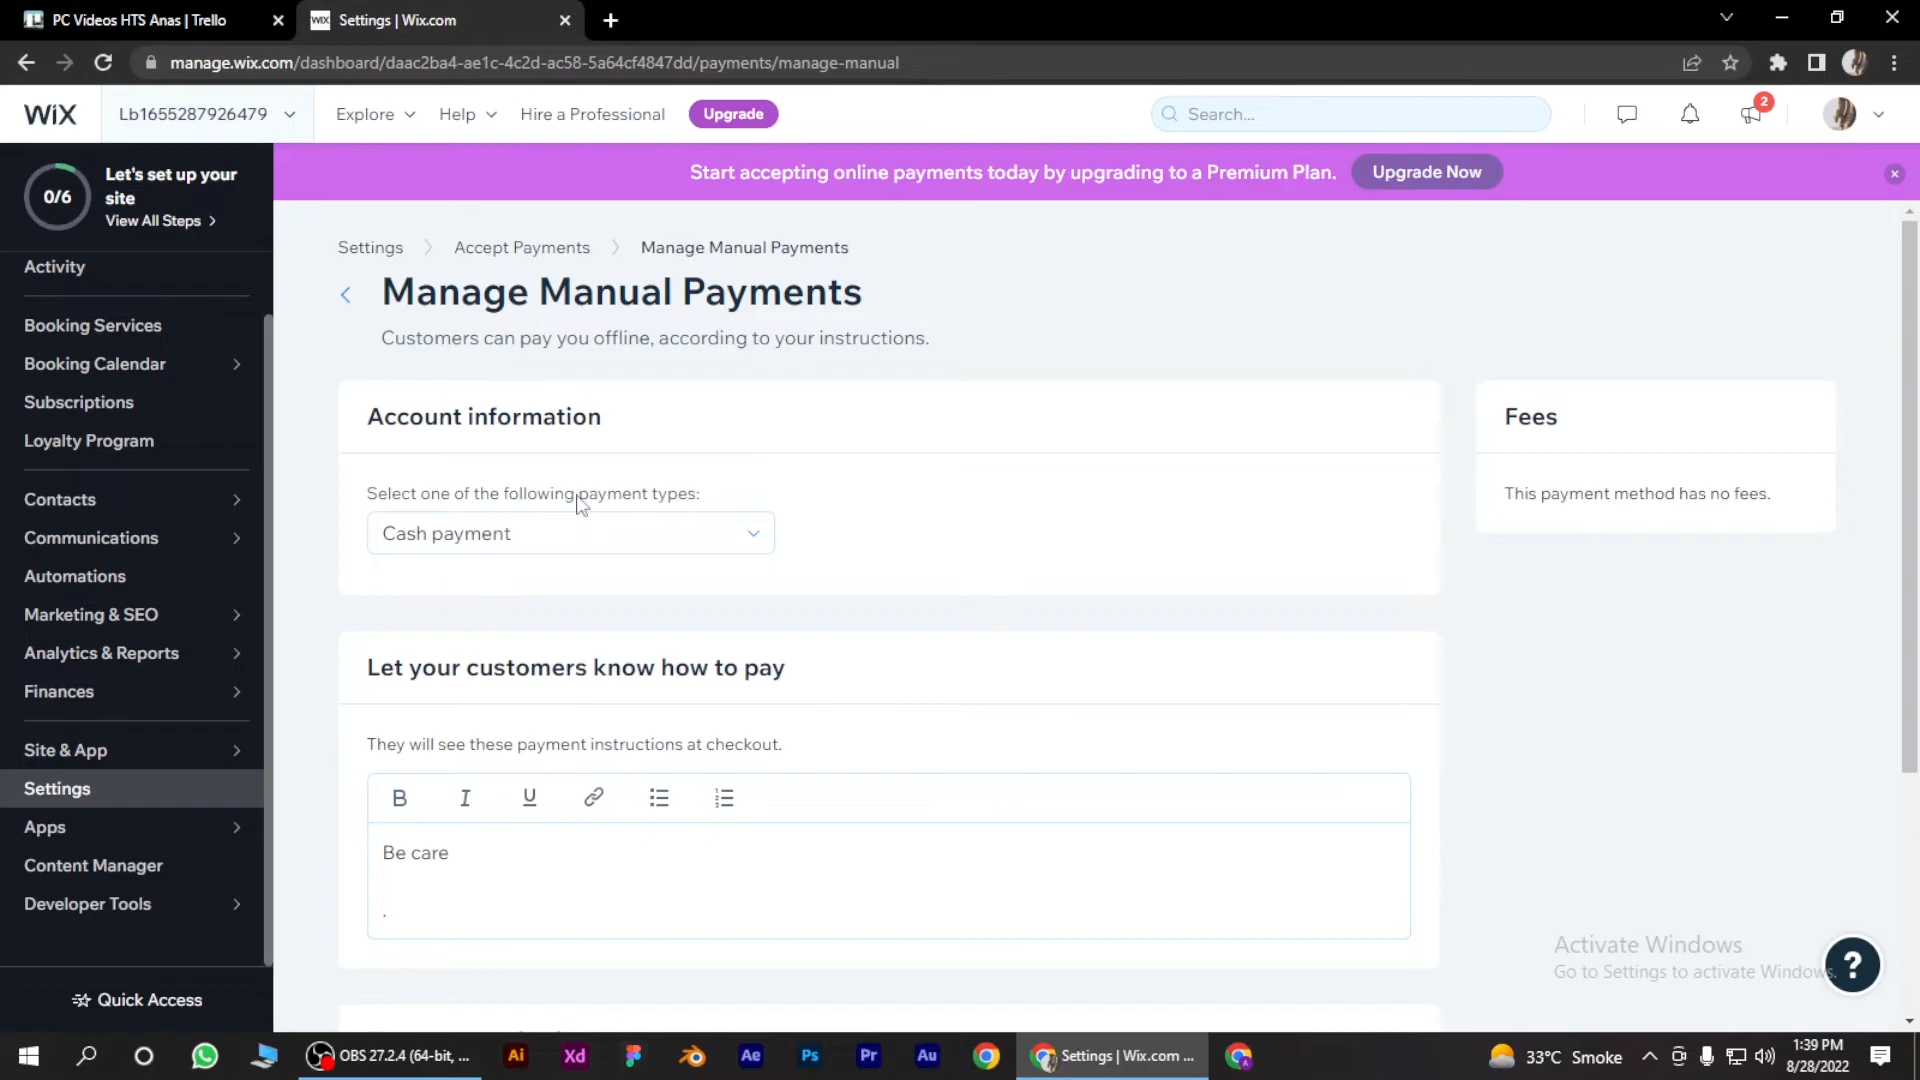 PC Videos HTS Anas | Trello
WiX Settings | Wix.com
manage.wix.com/dashboard/daac2ba4-ae1c-4c2d-ac58-5a64cf4847dd/payments/manage-manual
WiX
Lb1655287926479
Explore
Help
Hire a Professional
Upgrade
Search...
2
0/6
Let's set up your
site
View All Steps
Start accepting online payments today by upgrading to a Premium Plan.
Upgrade Now
Activity
Booking Services
Booking Calendar
Subscriptions
Loyalty Program
Contacts
Communications
Automations
Marketing & SEO
Analytics & Reports
Finances
Site & App
Settings
Apps
Content Manager
Developer Tools
Quick Access
Settings
Accept Payments
Manage Manual Payments
Manage Manual Payments
Customers can pay you offline, according to your instructions.
Account information
Select one of the following payment types:
Cash payment
Fees
This payment method has no fees.
Let your customers know how to pay
They will see these payment instructions at checkout.
B I U
Be care
.
Activate Windows
Go to Settings to activate Windows.
?
OBS 27.2.4 (64-bit, ...
Ai
Xd
Ae
Ps
Pr
Au
Settings | Wix.com ...
33°C Smoke
1:39 PM
8/28/2022